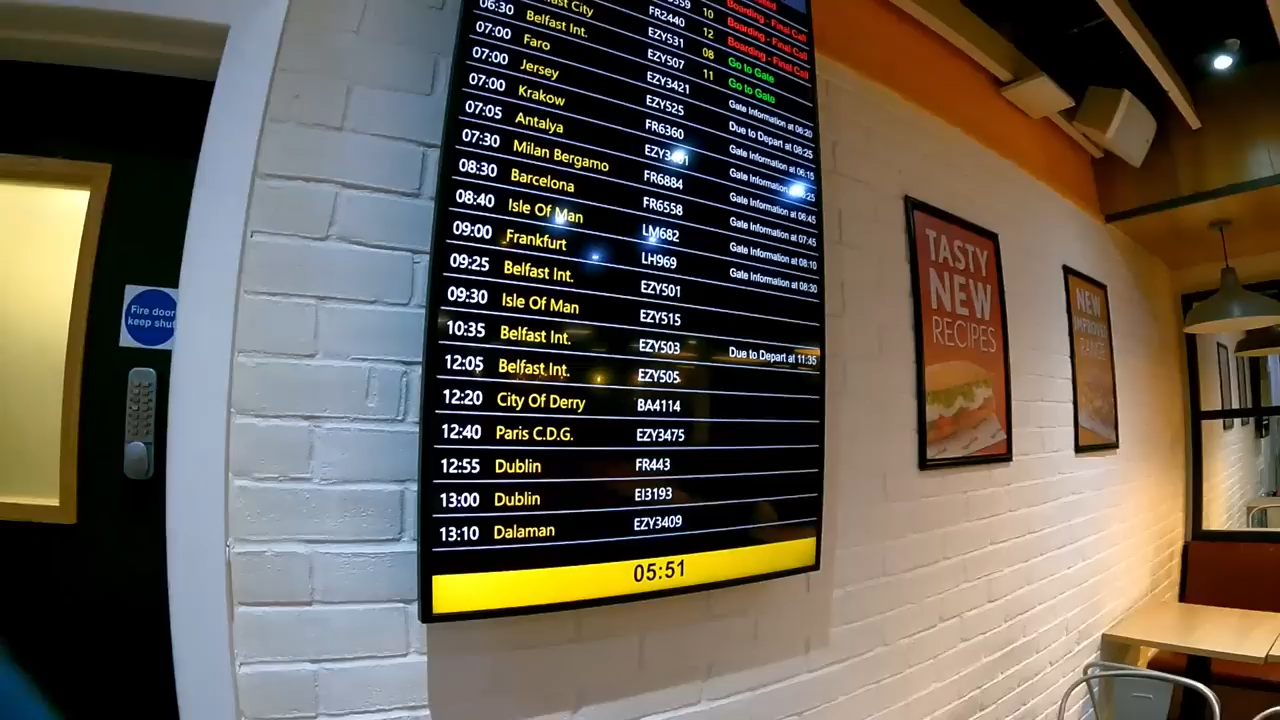 Boarding - Final Call
10 Boarding - Final Call
FR2440 12 Boarding - Final Call
City EZY531 08 Go to Gate
06:30 Belfast Int. EZY507 11 Go to Gate
07:00 Faro EZY3421 Gate Information at 06:20
07:00 Jersey EZY525 Due to Depart at 08:25
07:00 Krakow FR6360 Gate Information at 06:15
07:05 Antalya Gate Information
07:30 Milan Bergamo FR6884 Gate Information at 06:45
08:30 Barcelona FR6558 Gate Information at 07:45
08:40 Isle Of Man LM682 Gate Information at 08:10
09:00 Frankfurt LH969 Gate Information at 08:30
09:25 Belfast Int. EZY501
09:30 Isle Of Man EZY515
10:35 Belfast Int. EZY503 Due to Depart at 11:35
12:05 Belfast Int. EZY505
12:20 City Of Derry BA4114
12:40 Paris C.D.G. EZY3475
12:55 Dublin FR443
13:00 Dublin EI3193
13:10 Dalaman EZY3409
05:51
Fire door
keep shut
TASTY
NEW
RECIPES
NEW
IMPROVED
RANGE